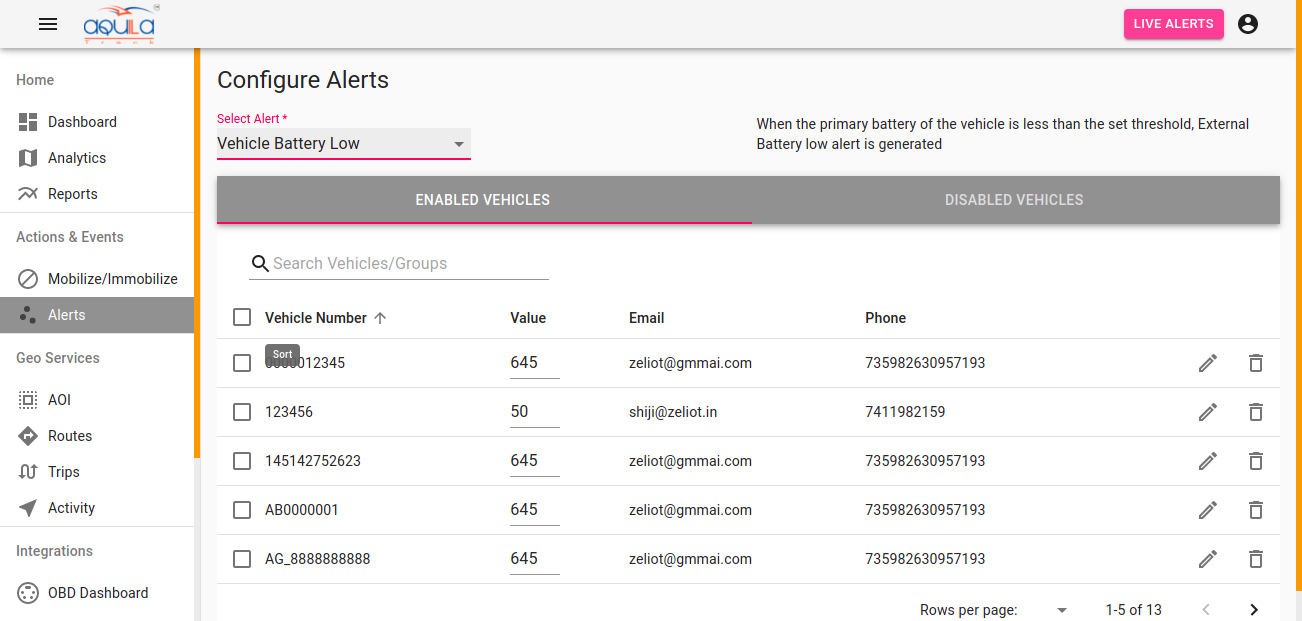 aquila
Track
LIVE ALERTS
Home
Dashboard
Analytics
Reports
Actions & Events
Mobilize/Immobilize
Alerts
Geo Services
AOI
Routes
Trips
Activity
Integrations
OBD Dashboard
Configure Alerts
Select Alert *
Vehicle Battery Low
When the primary battery of the vehicle is less than the set threshold, External
Battery low alert is generated
ENABLED VEHICLES DISABLED VEHICLES
Search Vehicles/Groups
Vehicle Number Value Email Phone
Sort
0000012345 645 zeliot@gmmai.com 735982630957193
123456 50 shiji@zeliot.in 7411982159
145142752623 645 zeliot@gmmai.com 735982630957193
AB0000001 645 zeliot@gmmai.com 735982630957193
AG_8888888888 645 zeliot@gmmai.com 735982630957193
Rows per page: 1-5 of 13